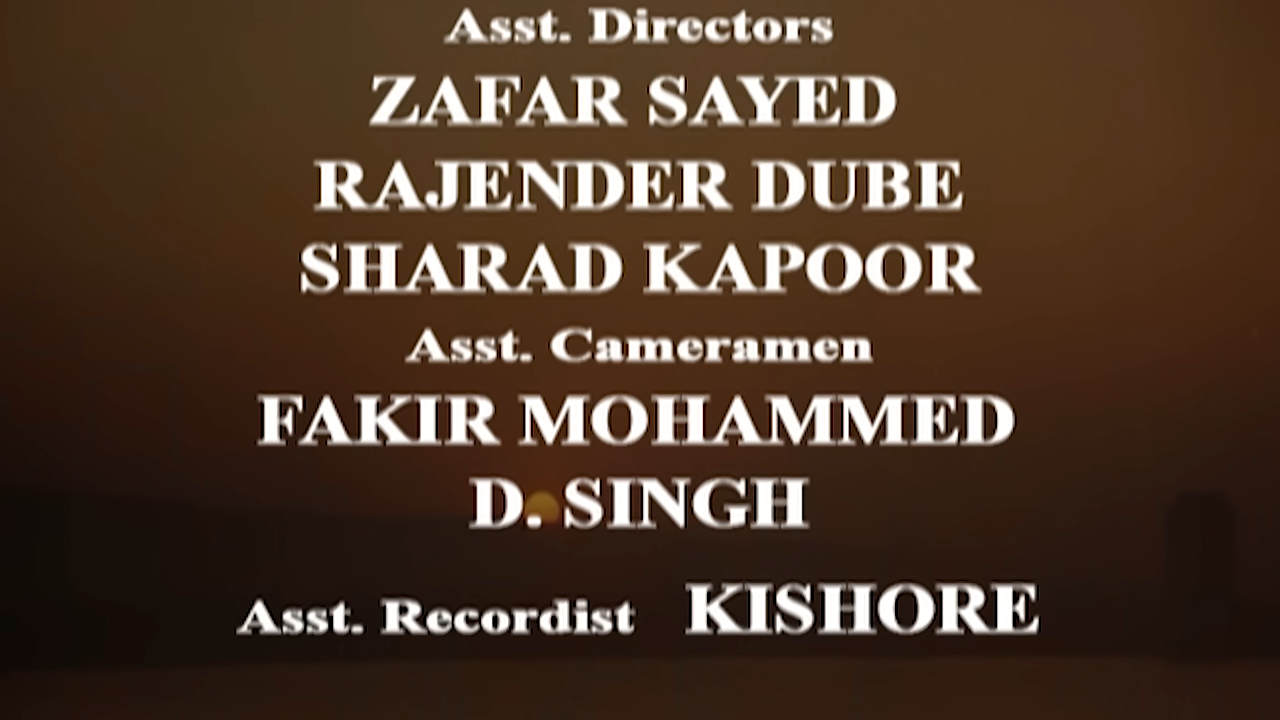 Asst. Directors
ZAFAR SAYED
RAJENDER DUBE
SHARAD KAPOOR
Asst. Cameramen
FAKIR MOHAMMED
D. SINGH
Asst. Recordist KISHORE